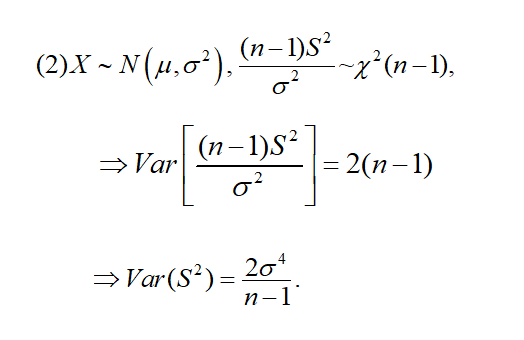 (2)X ~ N(μ,σ²), (n−1)S²/σ² ~χ²(n−1),
⇒Var[(n−1)S²/σ²] = 2(n−1)
⇒Var(S²) = 2σ⁴/n−1.